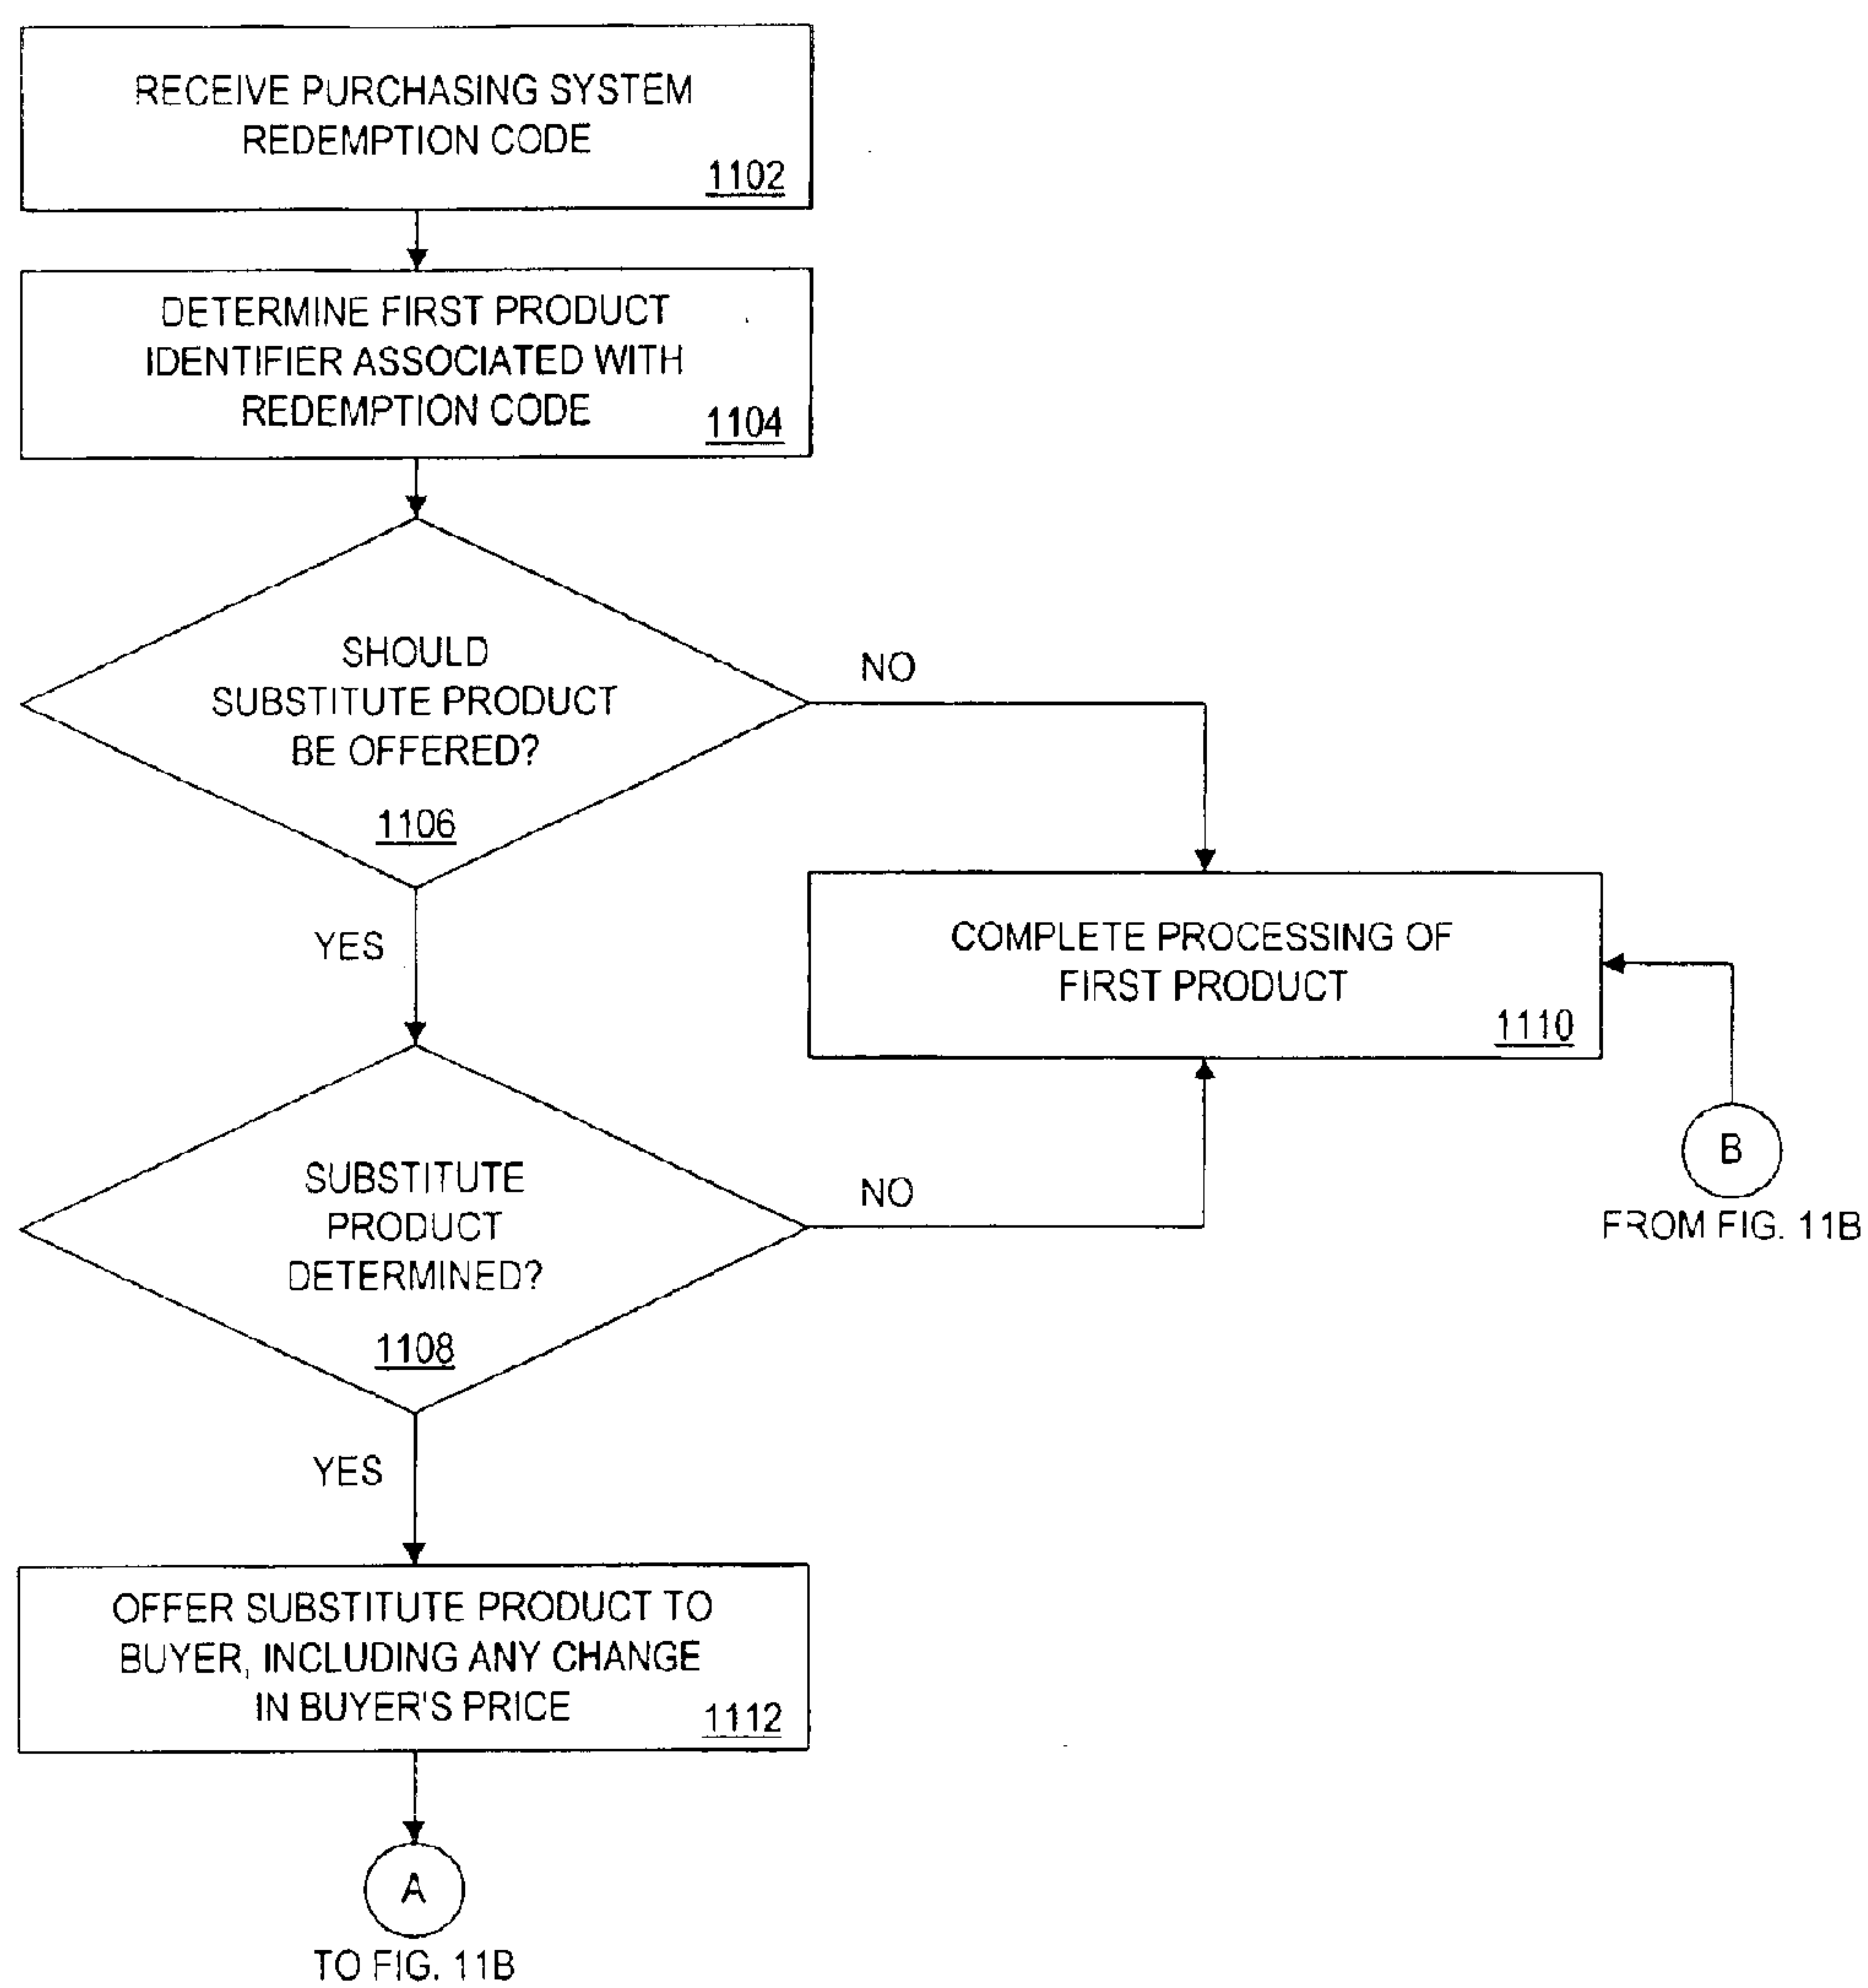 RECEIVE PURCHASING SYSTEM
REDEMPTION CODE
1102
DETERMINE FIRST PRODUCT
IDENTIFIER ASSOCIATED WITH
REDEMPTION CODE
1104
SHOULD
SUBSTITUTE PRODUCT
BE OFFERED?
1106
NO
YES
COMPLETE PROCESSING OF
FIRST PRODUCT
1110
B
FROM FIG. 11B
SUBSTITUTE
PRODUCT
DETERMINED?
1108
NO
YES
OFFER SUBSTITUTE PRODUCT TO
BUYER, INCLUDING ANY CHANGE
IN BUYER'S PRICE
1112
A
TO FIG. 11B